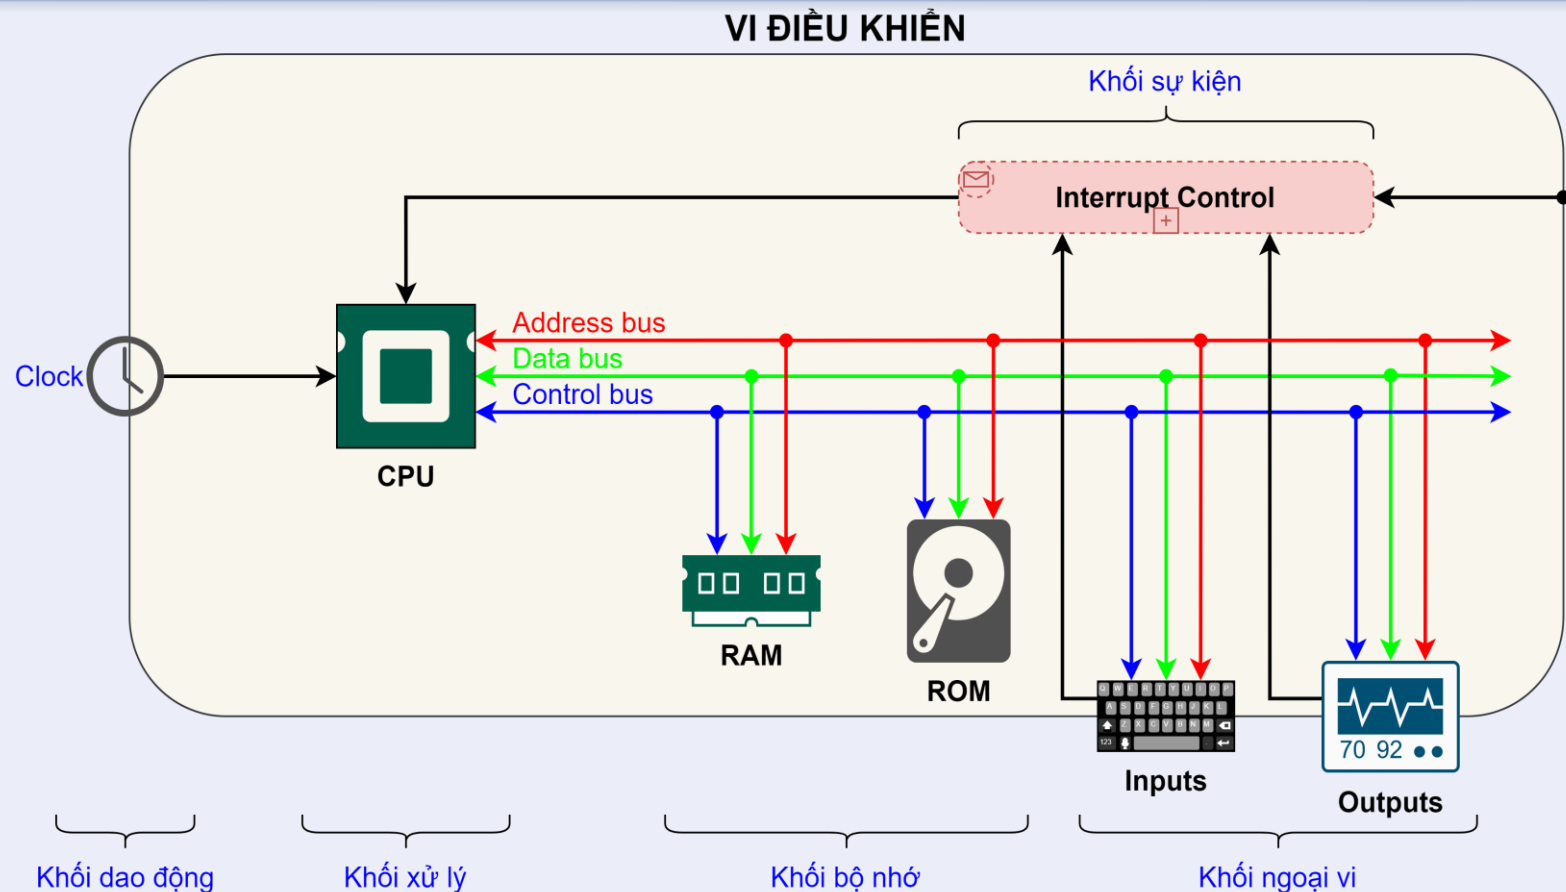 VI ĐIỀU KHIỂN
Khối sự kiện
Interrupt Control
Address bus
Data bus
Control bus
Clock
CPU
RAM
ROM
Q W E R T Y U I O P
A S D F G H J K L
Z X C V B N M
123
70 92
Inputs
Outputs
Khối dao động
Khối xử lý
Khối bộ nhớ
Khối ngoại vi